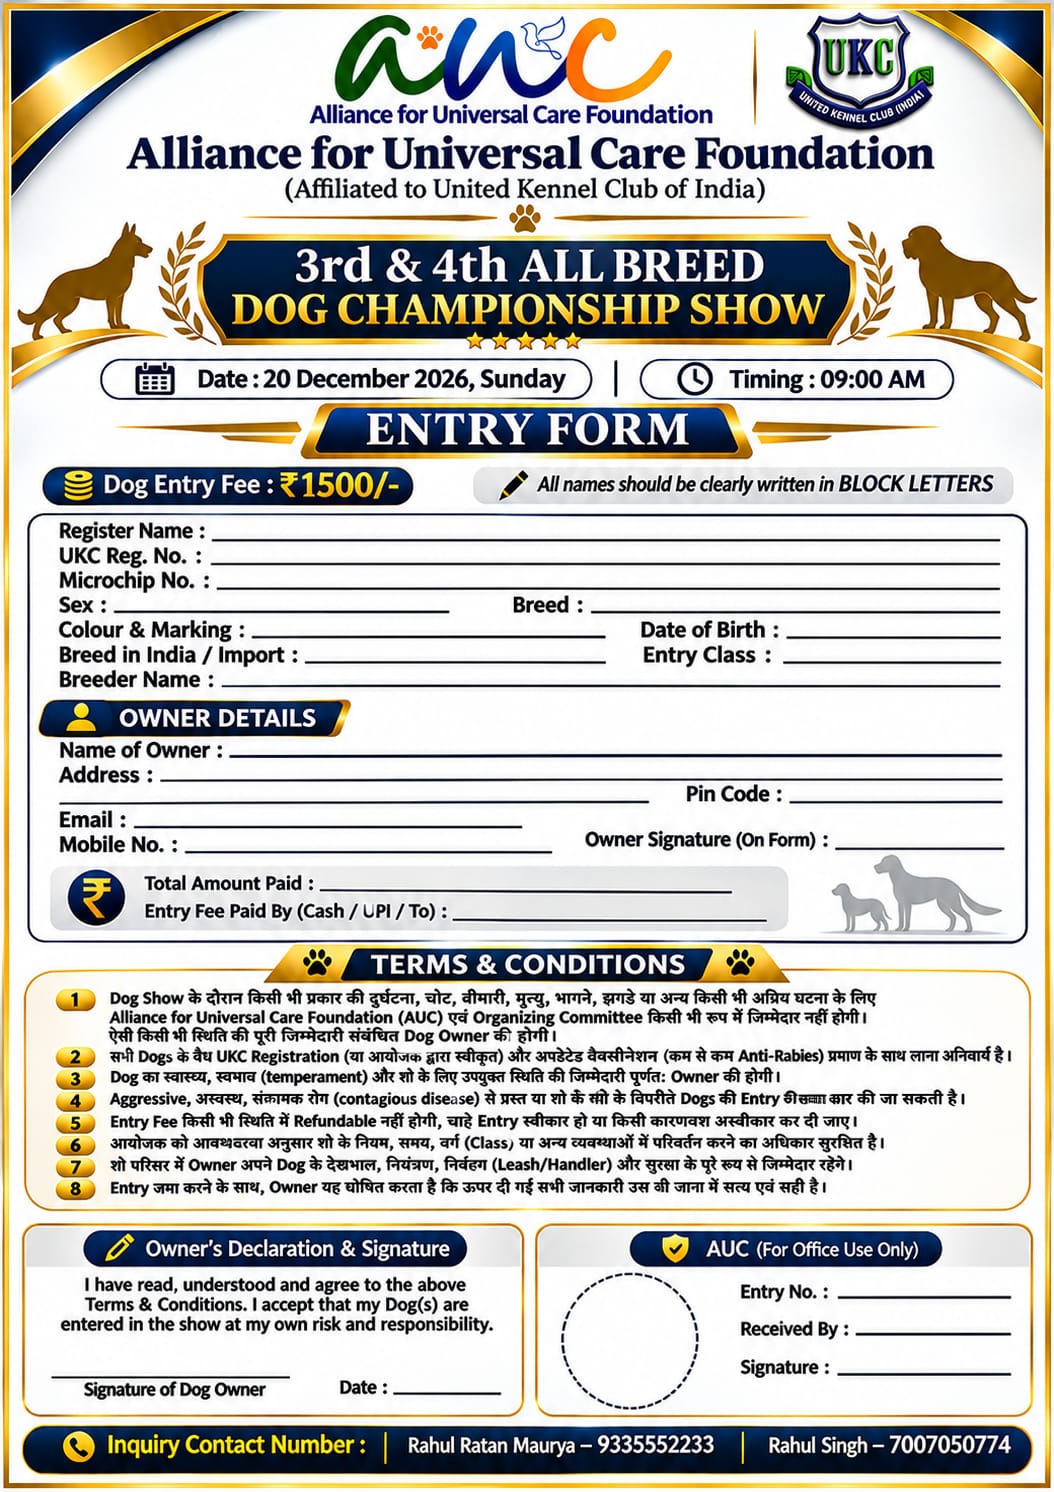 auc
Alliance for Universal Care Foundation
UKC
UNITED KENNEL CLUB (INDIA)
Alliance for Universal Care Foundation
(Affiliated to United Kennel Club of India)
3rd & 4th ALL BREED
DOG CHAMPIONSHIP SHOW
Date : 20 December 2026, Sunday | Timing : 09:00 AM
ENTRY FORM
Dog Entry Fee : ₹1500/-
All names should be clearly written in BLOCK LETTERS
Register Name :
UKC Reg. No. :
Microchip No. :
Sex : Breed :
Colour & Marking : Date of Birth :
Breed in India / Import : Entry Class :
Breeder Name :
OWNER DETAILS
Name of Owner :
Address :
Pin Code :
Email :
Mobile No. : Owner Signature (On Form) :
₹
Total Amount Paid :
Entry Fee Paid By (Cash / UPI / To) :
TERMS & CONDITIONS
1 Dog Show के दौरान किसी भी प्रकार की दुर्घटना, चोट, बीमारी, मृत्यु, भागने, झगडे या अन्य किसी भी अप्रिय घटना के लिए
Alliance for Universal Care Foundation (AUC) एवं Organizing Committee किसी भी रूप में जिम्मेदार नहीं होगी।
ऐसी किसी भी स्थिति की पूरी जिम्मेदारी संबंधित Dog Owner की होगी।
2 सभी Dogs के वैध UKC Registration (या आयोजक द्वारा स्वीकृत) और अपडेटेड वैक्सीनेशन (कम से कम Anti-Rabies) प्रमाण के साथ लाना अनिवार्य है।
3 Dog का स्वास्थ्य, स्वभाव (temperament) और शो के लिए उपयुक्त स्थिति की जिम्मेदारी पूर्णत: Owner की होगी।
4 Aggressive, अस्वस्थ, संक्रामक रोग (contagious disease) से ग्रस्त या शो के के विपरीते Dogs की Entry की जा सकती है।
5 Entry Fee किसी भी स्थिति में Refundable नहीं होगी, चाहे Entry स्वीकार हो या किसी कारणवश अस्वीकार कर दी जाए।
6 आयोजक को अनुसार शो के नियम, समय, वर्ग (Class) या अन्य व्यवस्थाओं में परिवर्तन करने का अधिकार सुरक्षित है।
7 शो परिसर में Owner अपने Dog के देखभाल, नियंत्रण, (Leash/Handler) और के पूरे रूप से जिम्मेदार रहेंगे।
8 Entry जमा करने के साथ, Owner यह घोषित करता है कि ऊपर दी गई सभी जानकारी उस की जाना में सत्य एवं सही है।
Owner's Declaration & Signature
I have read, understood and agree to the above
Terms & Conditions. I accept that my Dog(s) are
entered in the show at my own risk and responsibility.
Signature of Dog Owner Date :
AUC (For Office Use Only)
Entry No. :
Received By :
Signature :
Inquiry Contact Number : | Rahul Ratan Maurya – 9335552233 | Rahul Singh – 7007050774